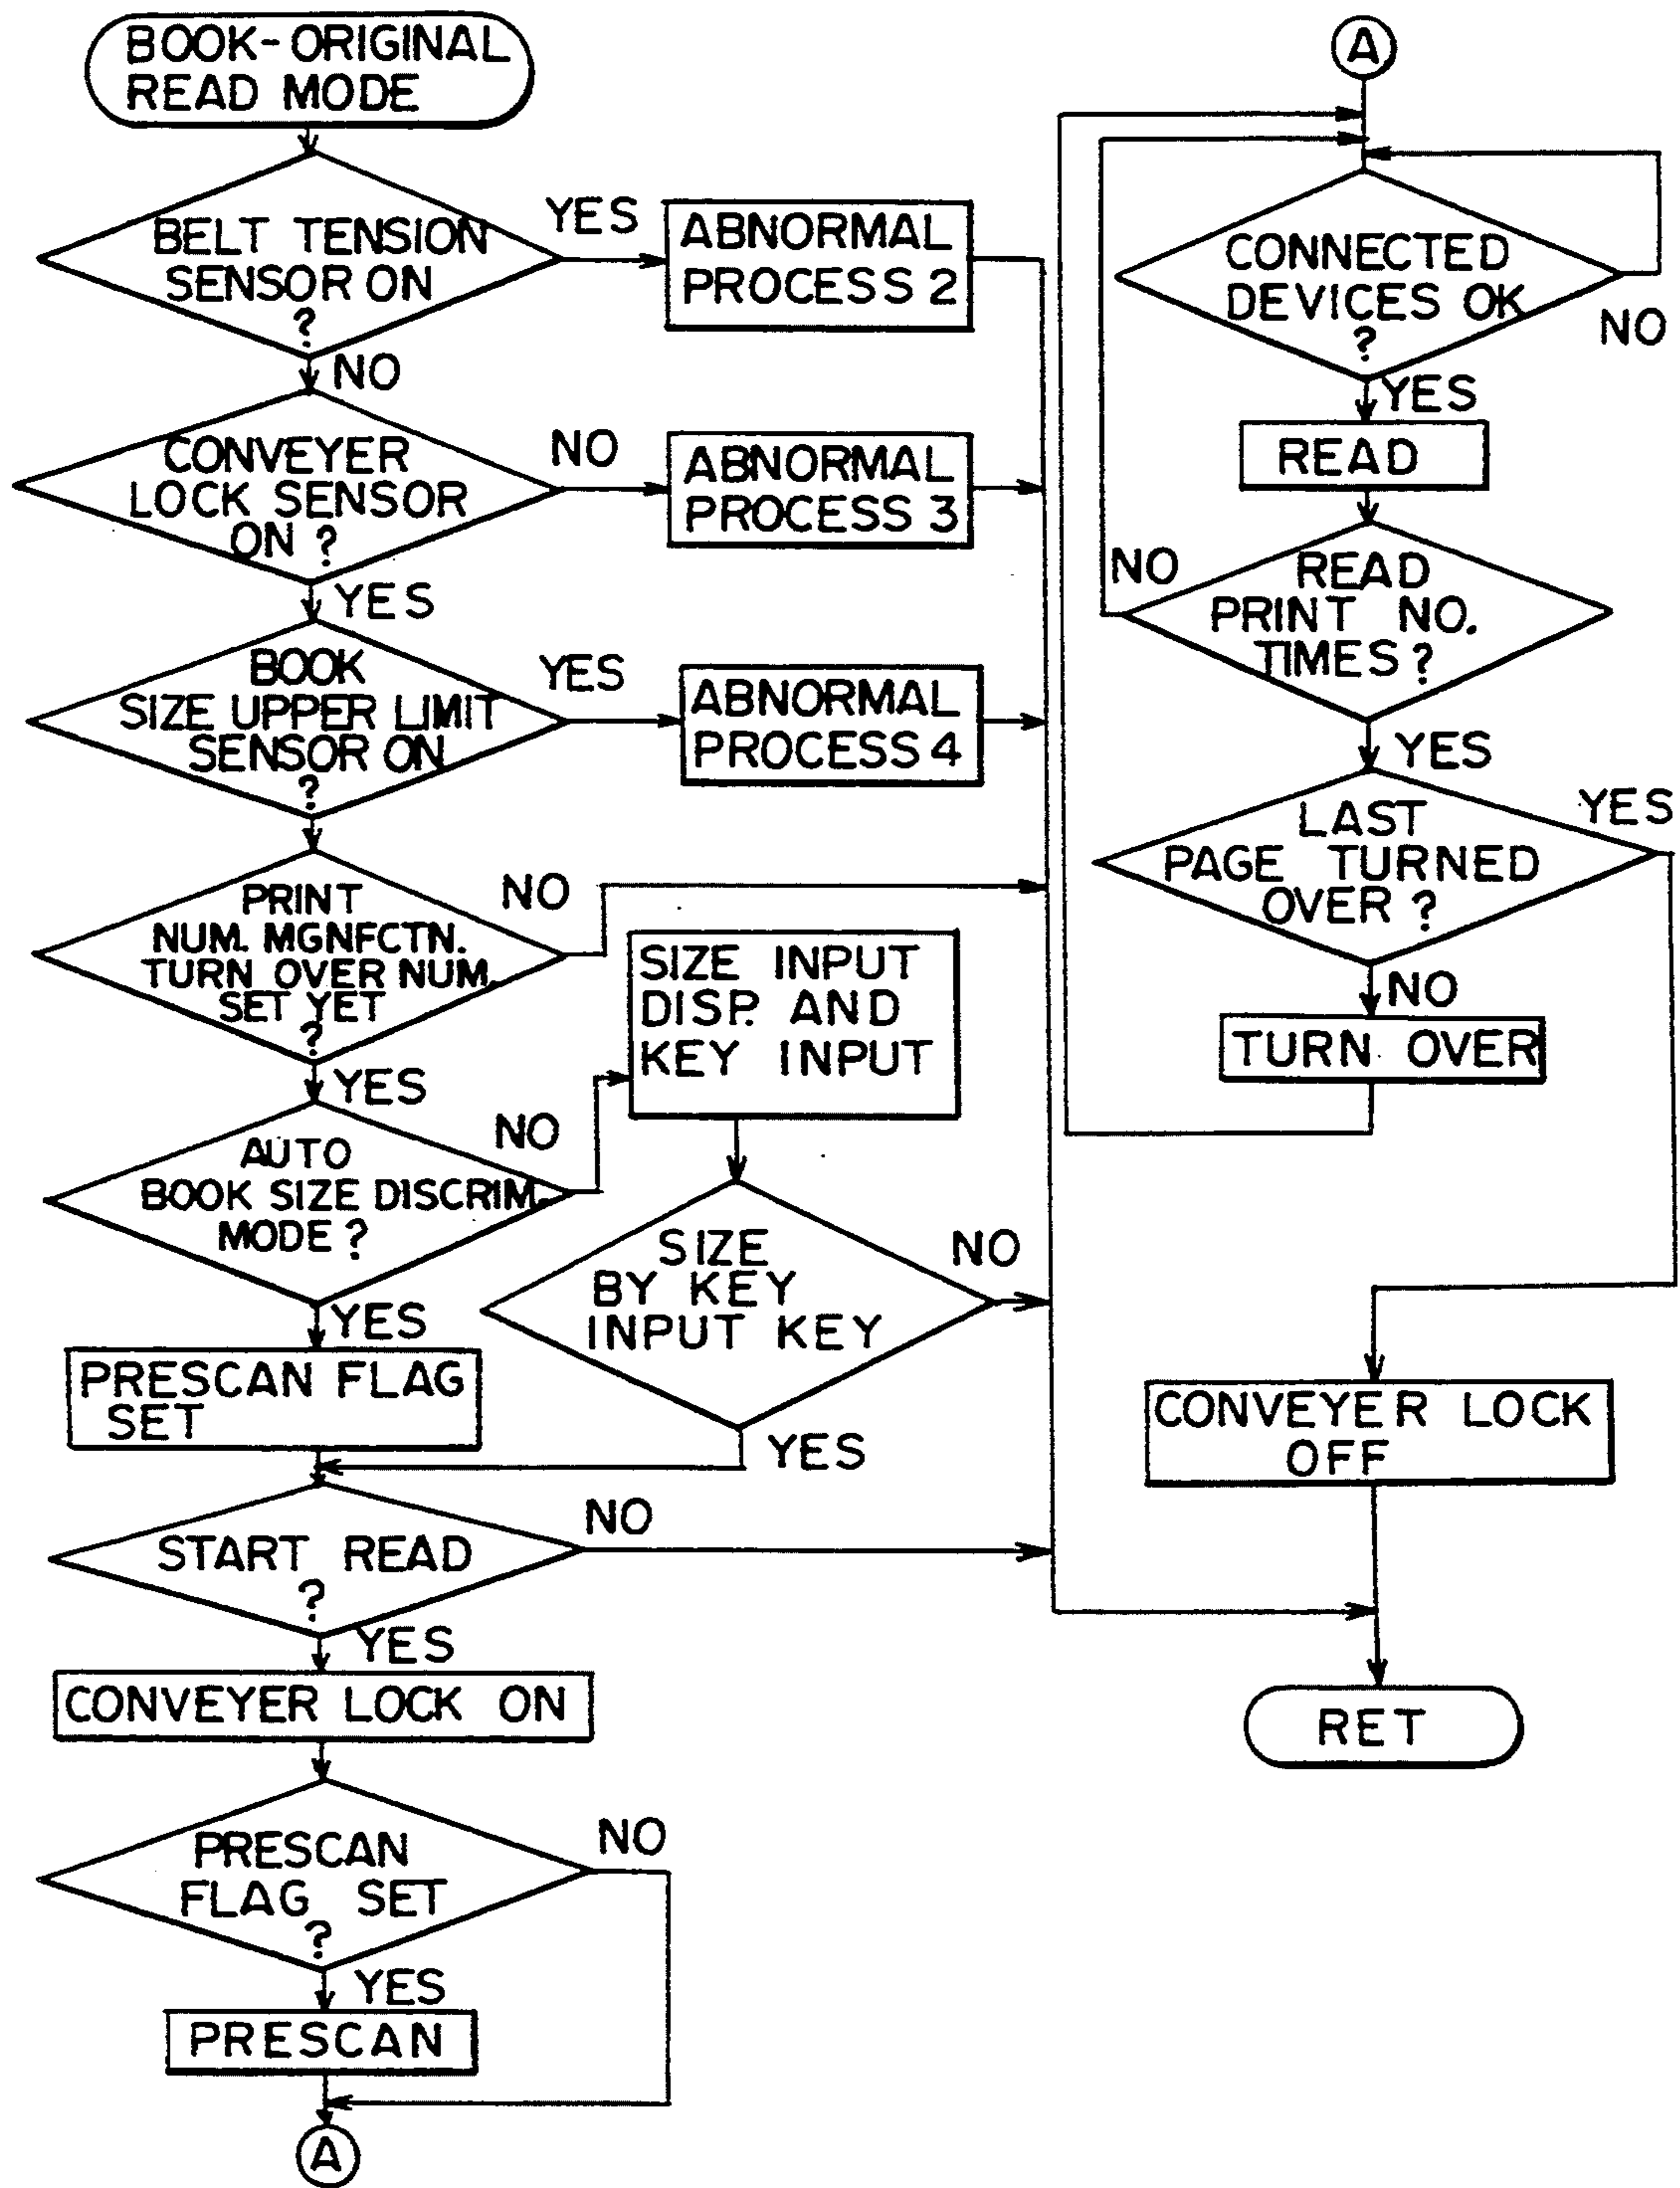 BOOK-ORIGINAL
READ MODE
BELT TENSION
SENSOR ON
?
YES
ABNORMAL
PROCESS 2
NO
CONVEYER
LOCK SENSOR
ON ?
NO
ABNORMAL
PROCESS 3
YES
BOOK
SIZE UPPER LIMIT
SENSOR ON
?
YES
ABNORMAL
PROCESS 4
PRINT
NUM. MGNFCTN.
TURN OVER NUM.
SET YET
?
NO
YES
AUTO
BOOK SIZE DISCRIM.
MODE ?
NO
SIZE INPUT
DISP. AND
KEY INPUT
SIZE
BY KEY
INPUT KEY
NO
YES
YES
PRESCAN FLAG
SET
START READ
?
NO
YES
CONVEYER LOCK ON
PRESCAN
FLAG SET
?
NO
YES
PRESCAN
A
A
CONNECTED
DEVICES OK
?
NO
YES
READ
READ
PRINT NO.
TIMES ?
NO
YES
LAST
PAGE TURNED
OVER ?
YES
NO
TURN OVER
CONVEYER LOCK
OFF
RET